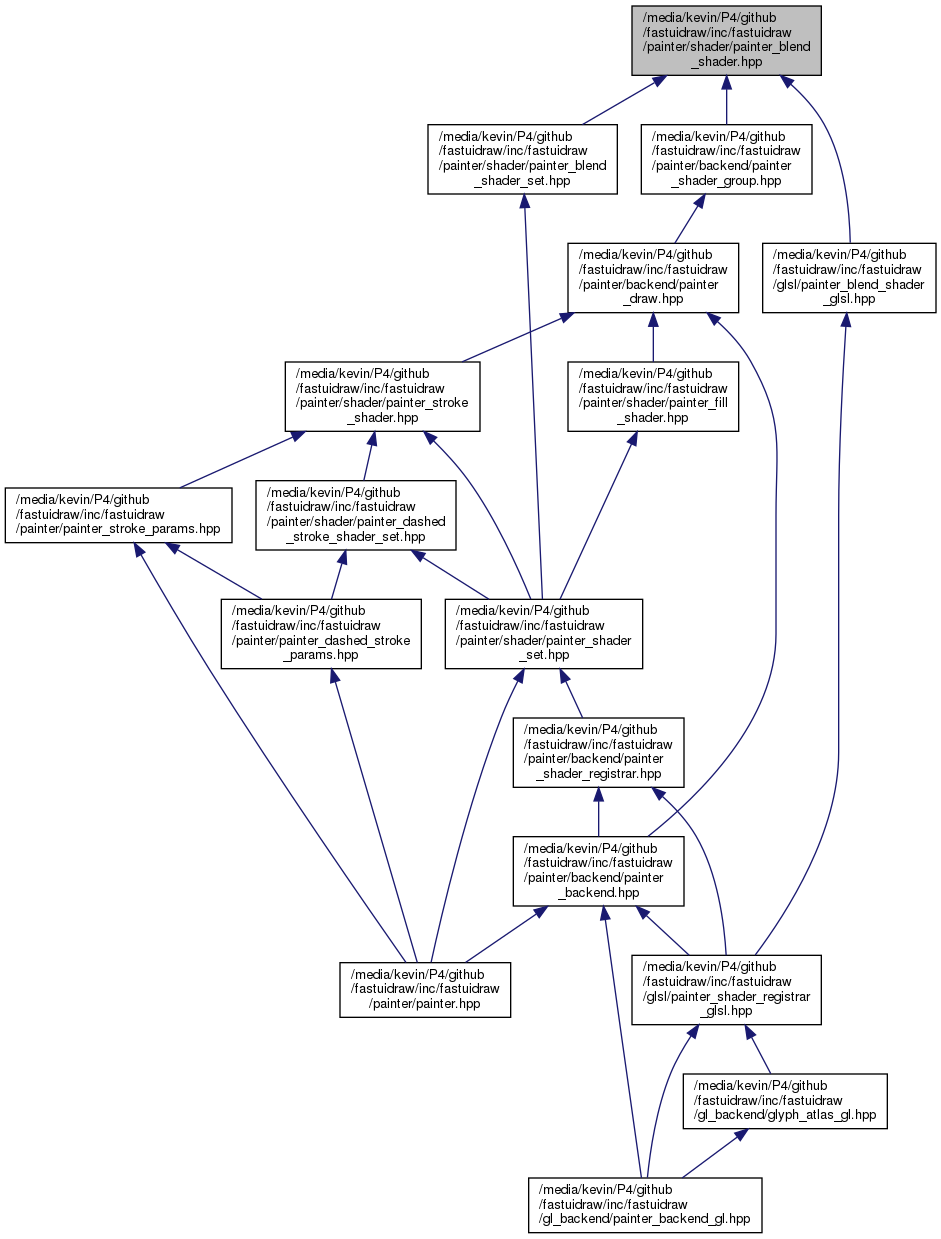 /media/kevin/P4/github
/fastuidraw/inc/fastuidraw
/painter/shader/painter_blend
_shader.hpp
/media/kevin/P4/github
/fastuidraw/inc/fastuidraw
/painter/shader/painter_blend
_shader_set.hpp
/media/kevin/P4/github
/fastuidraw/inc/fastuidraw
/painter/backend/painter
_shader_group.hpp
/media/kevin/P4/github
/fastuidraw/inc/fastuidraw
/painter/backend/painter
_draw.hpp
/media/kevin/P4/github
/fastuidraw/inc/fastuidraw
/glsl/painter_blend_shader
_glsl.hpp
/media/kevin/P4/github
/fastuidraw/inc/fastuidraw
/painter/shader/painter_stroke
_shader.hpp
/media/kevin/P4/github
/fastuidraw/inc/fastuidraw
/painter/shader/painter_fill
_shader.hpp
/media/kevin/P4/github
/fastuidraw/inc/fastuidraw
/painter/painter_stroke_params.hpp
/media/kevin/P4/github
/fastuidraw/inc/fastuidraw
/painter/shader/painter_dashed
_stroke_shader_set.hpp
/media/kevin/P4/github
/fastuidraw/inc/fastuidraw
/painter/painter_dashed_stroke
_params.hpp
/media/kevin/P4/github
/fastuidraw/inc/fastuidraw
/painter/shader/painter_shader
_set.hpp
/media/kevin/P4/github
/fastuidraw/inc/fastuidraw
/painter/backend/painter
_shader_registrar.hpp
/media/kevin/P4/github
/fastuidraw/inc/fastuidraw
/painter/backend/painter
_backend.hpp
/media/kevin/P4/github
/fastuidraw/inc/fastuidraw
/painter/painter.hpp
/media/kevin/P4/github
/fastuidraw/inc/fastuidraw
/glsl/painter_shader_registrar
_glsl.hpp
/media/kevin/P4/github
/fastuidraw/inc/fastuidraw
/gl_backend/glyph_atlas_gl.hpp
/media/kevin/P4/github
/fastuidraw/inc/fastuidraw
/gl_backend/painter_backend_gl.hpp